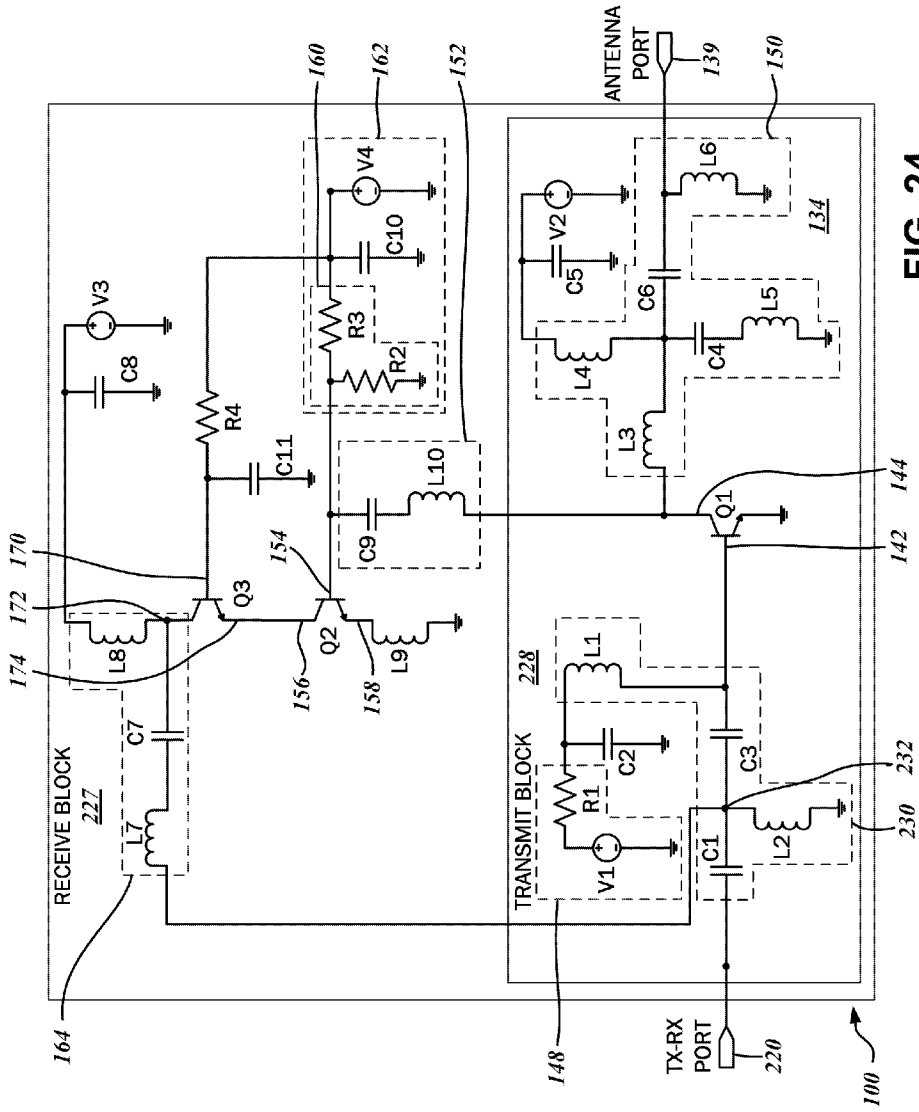 RECEIVE BLOCK
227
164
L7
C7
L8
174
172
170
Q3
C11
R4
C8
V3
160
162
152
156
154
Q2
158
L9
C9
L10
R2
R3
C10
V4
TRANSMIT BLOCK
228
148
V1
R1
C2
L1
C1
L2
C3
232
230
142
Q1
144
L3
L4
C4
L5
C5
V2
C6
L6
134
150
ANTENNA
PORT
139
TX-RX
PORT
220
100
FIG. 24